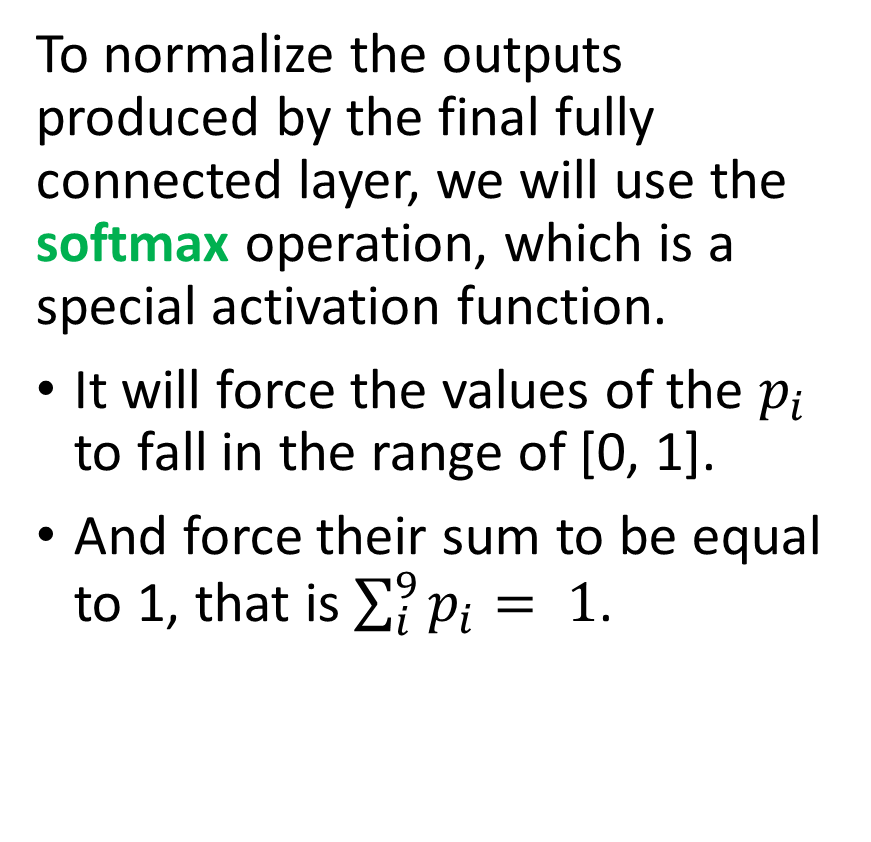 To normalize the outputs
produced by the final fully
connected layer, we will use the
softmax operation, which is a
special activation function.
• It will force the values of the 𝑝ᵢ
to fall in the range of [0, 1].
• And force their sum to be equal
to 1, that is ∑ᵢ⁹ 𝑝ᵢ = 1.